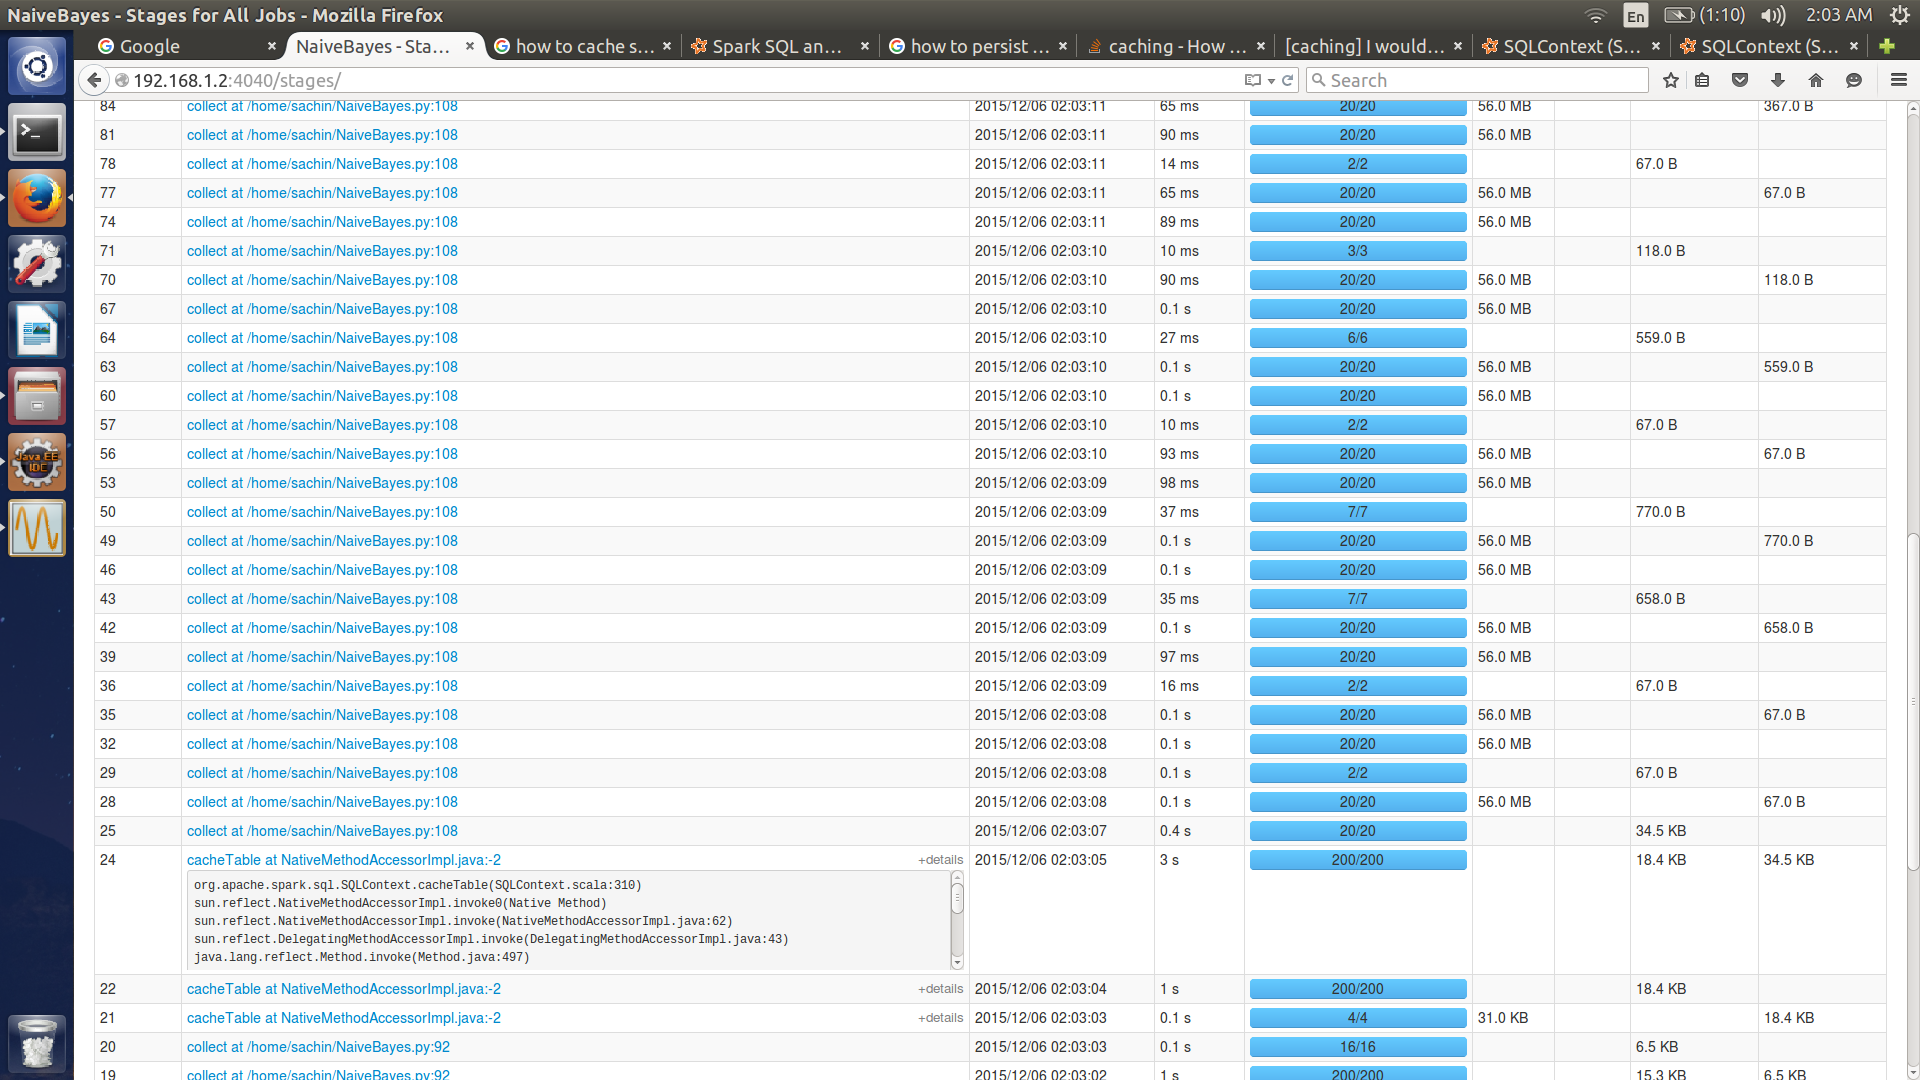 NaiveBayes - Stages for All Jobs - Mozilla Firefox
En (1:10) 2:03 AM
Google NaiveBayes - Sta... how to cache s... Spark SQL an... how to persist ... caching - How ... [caching] I would... SQLContext (S... SQLContext (S...
192.168.1.2:4040/stages/ Search
84 collect at /home/sachin/NaiveBayes.py:108 2015/12/06 02:03:11 65 ms 20/20 56.0 MB 367.0 B
81 collect at /home/sachin/NaiveBayes.py:108 2015/12/06 02:03:11 90 ms 20/20 56.0 MB
78 collect at /home/sachin/NaiveBayes.py:108 2015/12/06 02:03:11 14 ms 2/2 67.0 B
77 collect at /home/sachin/NaiveBayes.py:108 2015/12/06 02:03:11 65 ms 20/20 56.0 MB 67.0 B
74 collect at /home/sachin/NaiveBayes.py:108 2015/12/06 02:03:11 89 ms 20/20 56.0 MB
71 collect at /home/sachin/NaiveBayes.py:108 2015/12/06 02:03:10 10 ms 3/3 118.0 B
70 collect at /home/sachin/NaiveBayes.py:108 2015/12/06 02:03:10 90 ms 20/20 56.0 MB 118.0 B
67 collect at /home/sachin/NaiveBayes.py:108 2015/12/06 02:03:10 0.1 s 20/20 56.0 MB
64 collect at /home/sachin/NaiveBayes.py:108 2015/12/06 02:03:10 27 ms 6/6 559.0 B
63 collect at /home/sachin/NaiveBayes.py:108 2015/12/06 02:03:10 0.1 s 20/20 56.0 MB 559.0 B
60 collect at /home/sachin/NaiveBayes.py:108 2015/12/06 02:03:10 0.1 s 20/20 56.0 MB
57 collect at /home/sachin/NaiveBayes.py:108 2015/12/06 02:03:10 10 ms 2/2 67.0 B
56 collect at /home/sachin/NaiveBayes.py:108 2015/12/06 02:03:10 93 ms 20/20 56.0 MB 67.0 B
53 collect at /home/sachin/NaiveBayes.py:108 2015/12/06 02:03:09 98 ms 20/20 56.0 MB
50 collect at /home/sachin/NaiveBayes.py:108 2015/12/06 02:03:09 37 ms 7/7 770.0 B
49 collect at /home/sachin/NaiveBayes.py:108 2015/12/06 02:03:09 0.1 s 20/20 56.0 MB 770.0 B
46 collect at /home/sachin/NaiveBayes.py:108 2015/12/06 02:03:09 0.1 s 20/20 56.0 MB
43 collect at /home/sachin/NaiveBayes.py:108 2015/12/06 02:03:09 35 ms 7/7 658.0 B
42 collect at /home/sachin/NaiveBayes.py:108 2015/12/06 02:03:09 0.1 s 20/20 56.0 MB 658.0 B
39 collect at /home/sachin/NaiveBayes.py:108 2015/12/06 02:03:09 97 ms 20/20 56.0 MB
36 collect at /home/sachin/NaiveBayes.py:108 2015/12/06 02:03:09 16 ms 2/2 67.0 B
35 collect at /home/sachin/NaiveBayes.py:108 2015/12/06 02:03:08 0.1 s 20/20 56.0 MB 67.0 B
32 collect at /home/sachin/NaiveBayes.py:108 2015/12/06 02:03:08 0.1 s 20/20 56.0 MB
29 collect at /home/sachin/NaiveBayes.py:108 2015/12/06 02:03:08 0.1 s 2/2 67.0 B
28 collect at /home/sachin/NaiveBayes.py:108 2015/12/06 02:03:08 0.1 s 20/20 56.0 MB 67.0 B
25 collect at /home/sachin/NaiveBayes.py:108 2015/12/06 02:03:07 0.4 s 20/20 34.5 KB
24 cacheTable at NativeMethodAccessorImpl.java:-2 +details 2015/12/06 02:03:05 3 s 200/200 18.4 KB 34.5 KB
org.apache.spark.sql.SQLContext.cacheTable(SQLContext.scala:310)
sun.reflect.NativeMethodAccessorImpl.invoke0(Native Method)
sun.reflect.NativeMethodAccessorImpl.invoke(NativeMethodAccessorImpl.java:62)
sun.reflect.DelegatingMethodAccessorImpl.invoke(DelegatingMethodAccessorImpl.java:43)
java.lang.reflect.Method.invoke(Method.java:497)
22 cacheTable at NativeMethodAccessorImpl.java:-2 +details 2015/12/06 02:03:04 1 s 200/200 18.4 KB
21 cacheTable at NativeMethodAccessorImpl.java:-2 +details 2015/12/06 02:03:03 0.1 s 4/4 31.0 KB 18.4 KB
20 collect at /home/sachin/NaiveBayes.py:92 2015/12/06 02:03:03 0.1 s 16/16 6.5 KB
19 collect at /home/sachin/NaiveBayes.py:92 2015/12/06 02:03:02 1 s 200/200 15.3 KB 6.5 KB
Java EE
IDE